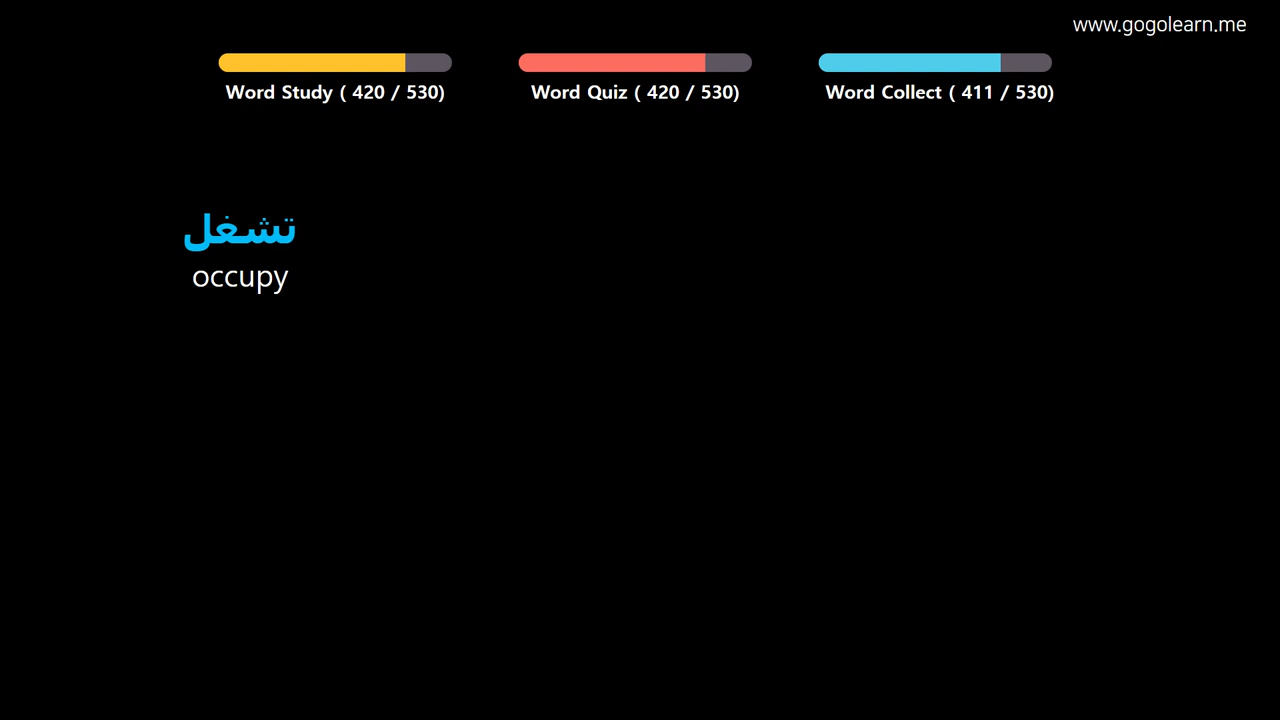 www.gogolearn.me
Word Study ( 420 / 530)
Word Quiz ( 420 / 530)
Word Collect ( 411 / 530)
تشغل
occupy